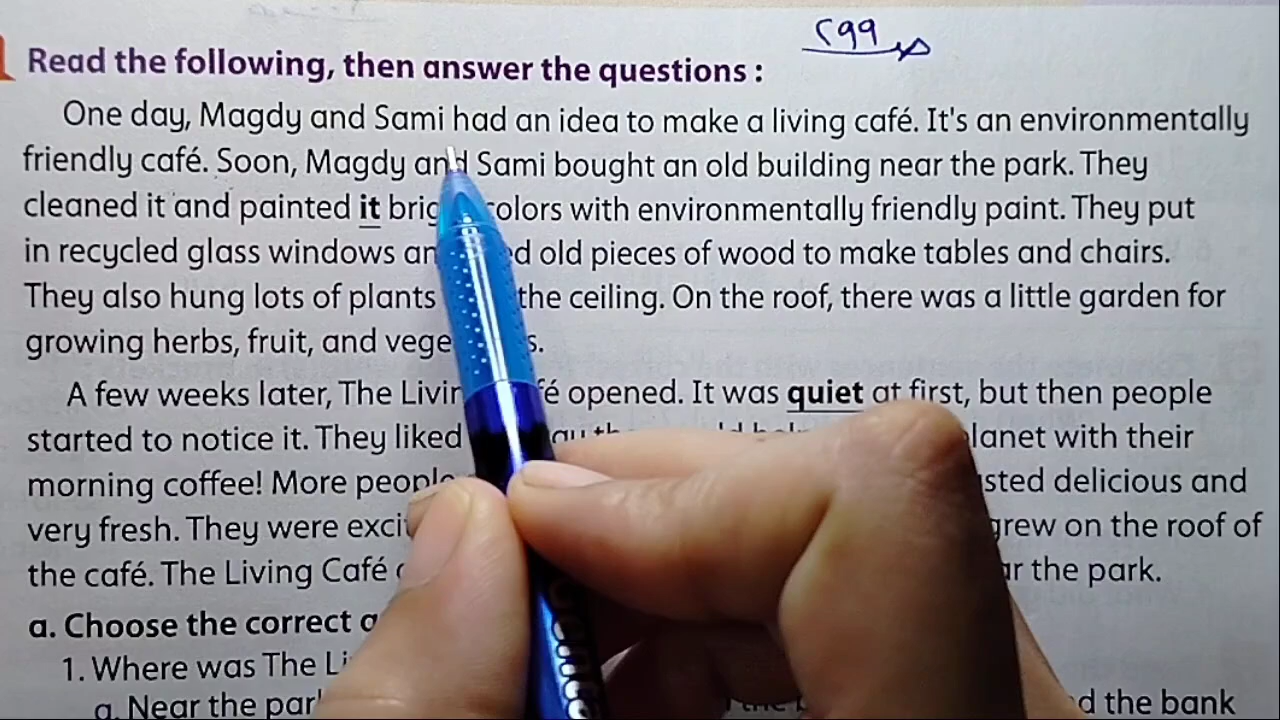 299
Read the following, then answer the questions :
One day, Magdy and Sami had an idea to make a living café. It's an environmentally
friendly café. Soon, Magdy and Sami bought an old building near the park. They
cleaned it and painted it colors with environmentally friendly paint. They put
in recycled glass windows old pieces of wood to make tables and chairs.
They also hung lots of plants the ceiling. On the roof, there was a little garden for
growing herbs, fruit, and
A few weeks later, The opened. It was quiet at first, but then people
started to notice it. They liked planet with their
morning coffee! More people delicious and
very fresh. They were grew on the roof of
the café. The Living Café the park.
a. Choose the correct
1. Where was The
a. Near the park the bank